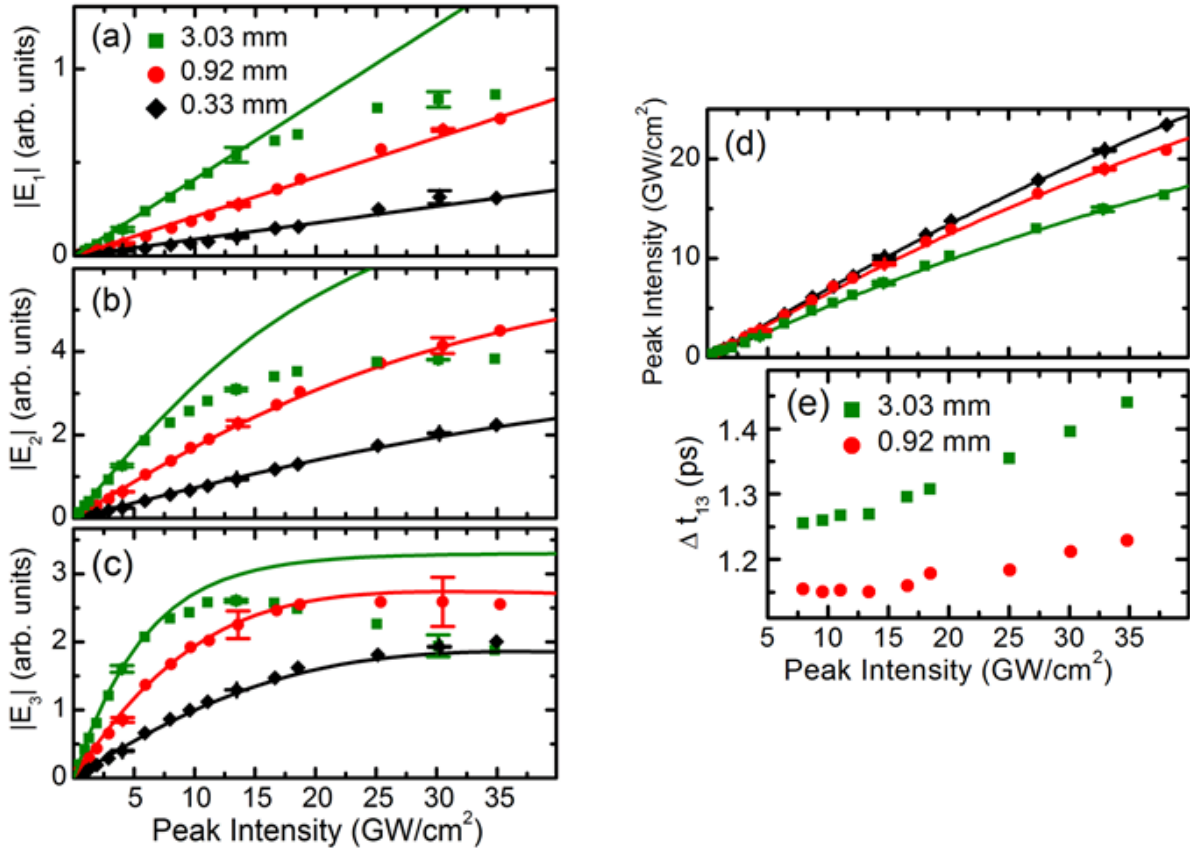 (a)
3.03 mm
0.92 mm
0.33 mm
|E₁| (arb. units)
1
0
(b)
|E₂| (arb. units)
4
2
0
(c)
|E₃| (arb. units)
3
2
1
0
5 10 15 20 25 30 35
Peak Intensity (GW/cm²)
(d)
Peak Intensity (GW/cm²)
20
10
0
(e)
3.03 mm
0.92 mm
Δ t₁₃ (ps)
1.4
1.3
1.2
1.1
5 10 15 20 25 30 35
Peak Intensity (GW/cm²)